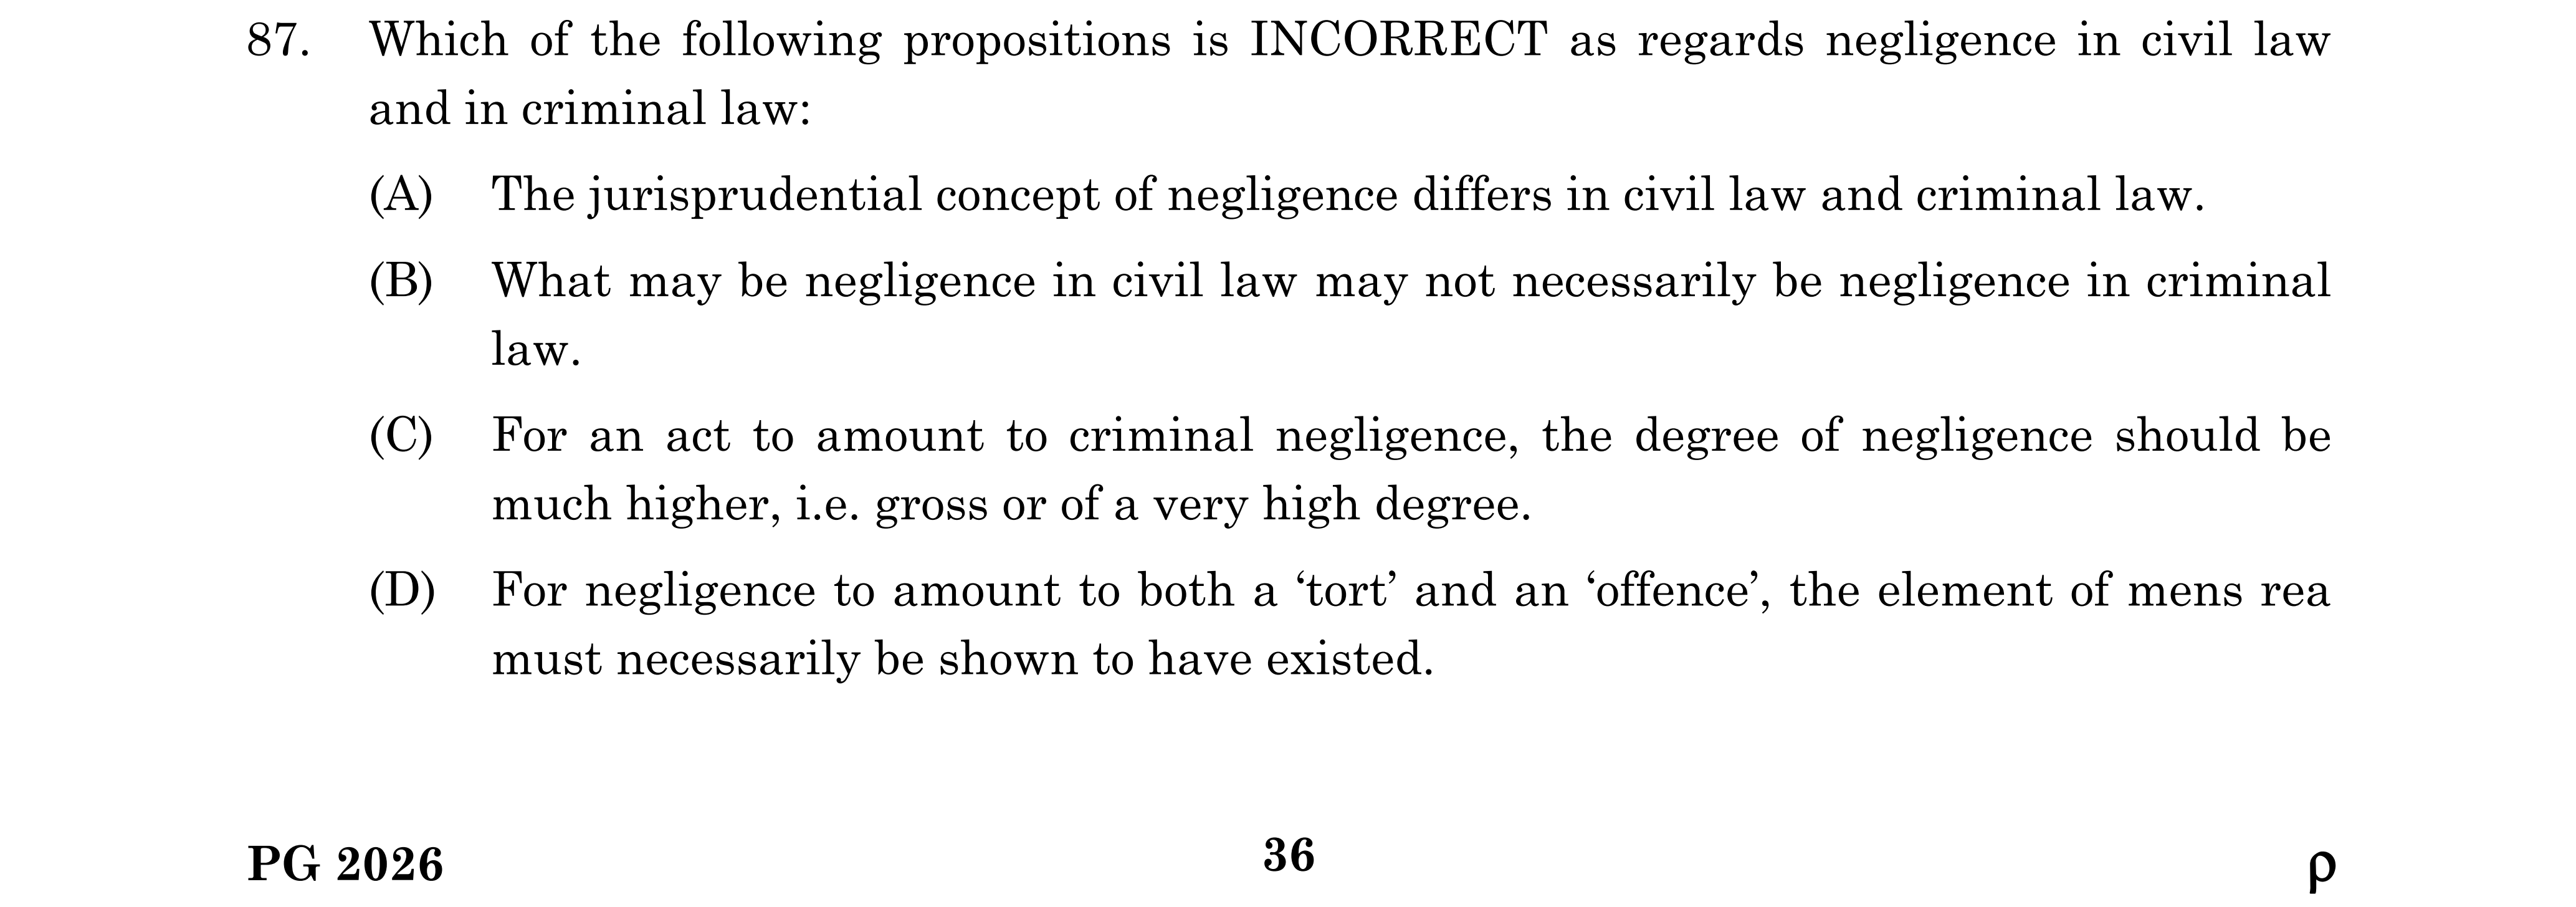 87. Which of the following propositions is INCORRECT as regards negligence in civil law
and in criminal law:
(A) The jurisprudential concept of negligence differs in civil law and criminal law.
(B) What may be negligence in civil law may not necessarily be negligence in criminal
law.
(C) For an act to amount to criminal negligence, the degree of negligence should be
much higher, i.e. gross or of a very high degree.
(D) For negligence to amount to both a ‘tort’ and an ‘offence’, the element of mens rea
must necessarily be shown to have existed.
PG 2026 36 ρ